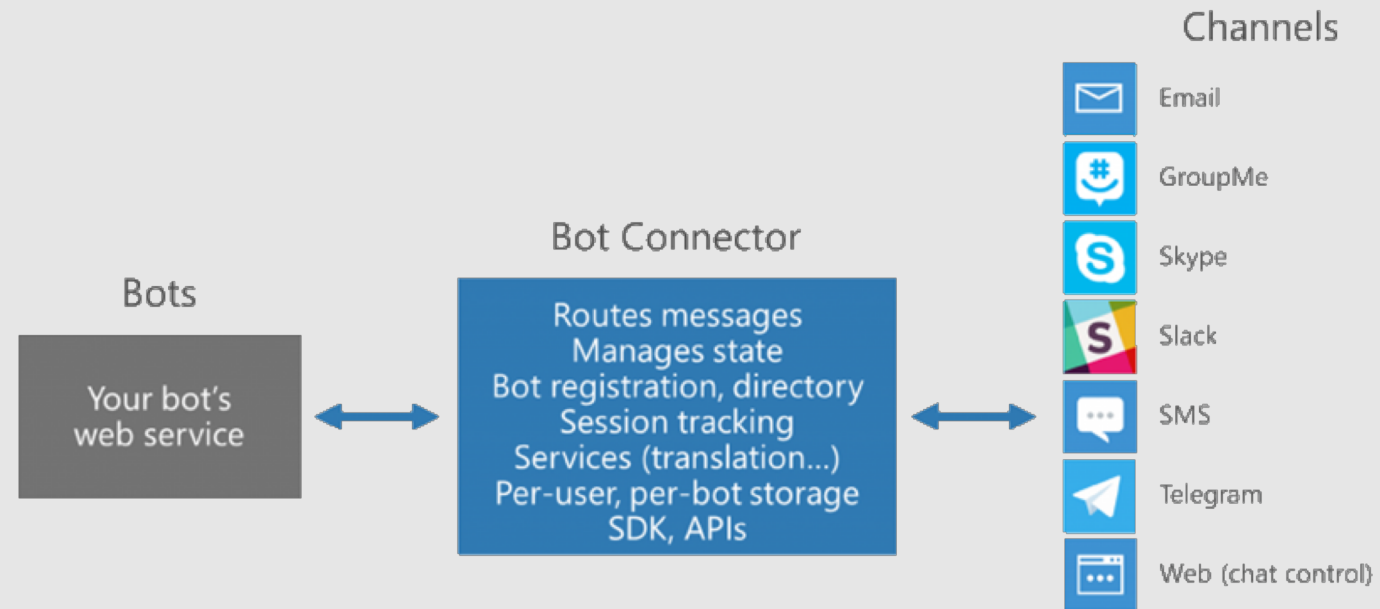 Channels
Email
GroupMe
Skype
Slack
SMS
Telegram
Web (chat control)
Bot Connector
Routes messages
Manages state
Bot registration, directory
Session tracking
Services (translation...)
Per-user, per-bot storage
SDK, APIs
Bots
Your bot's
web service
#
S
S